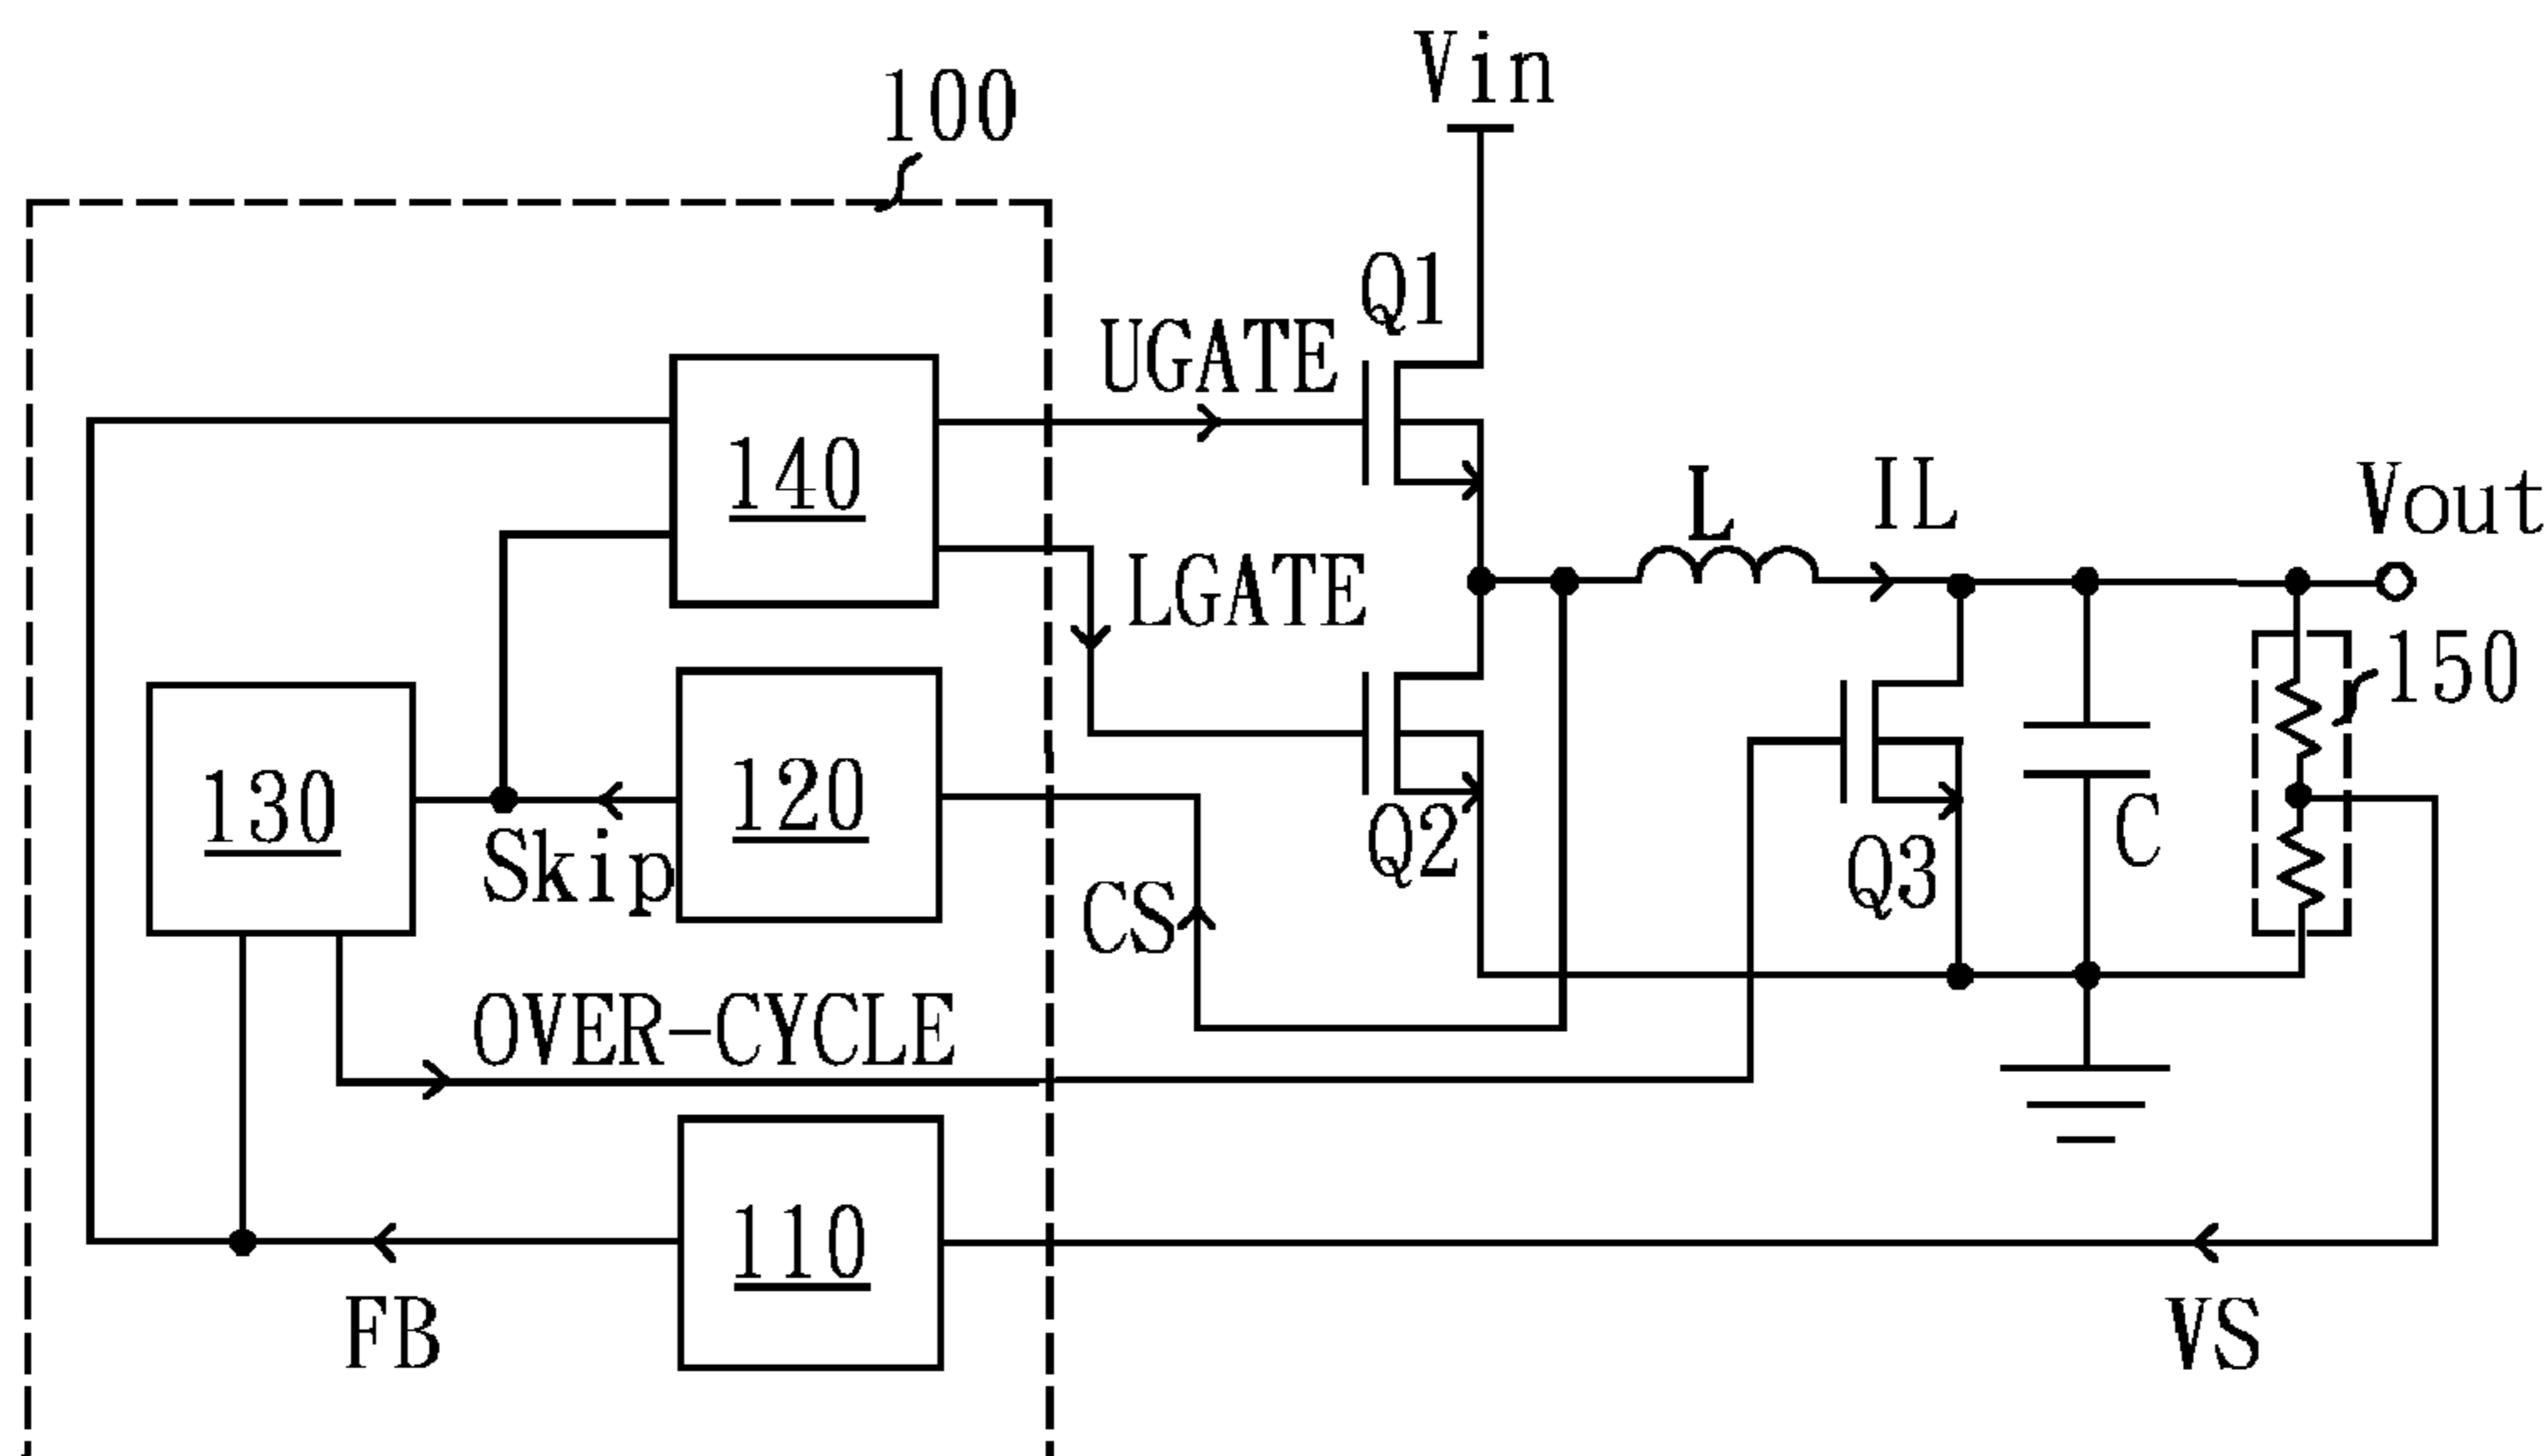 Vin
100
Q1
UGATE
140
L
IL
Vout
LGATE
150
130
120
Skip
Q2
CS
Q3
C
OVER-CYCLE
110
FB
VS